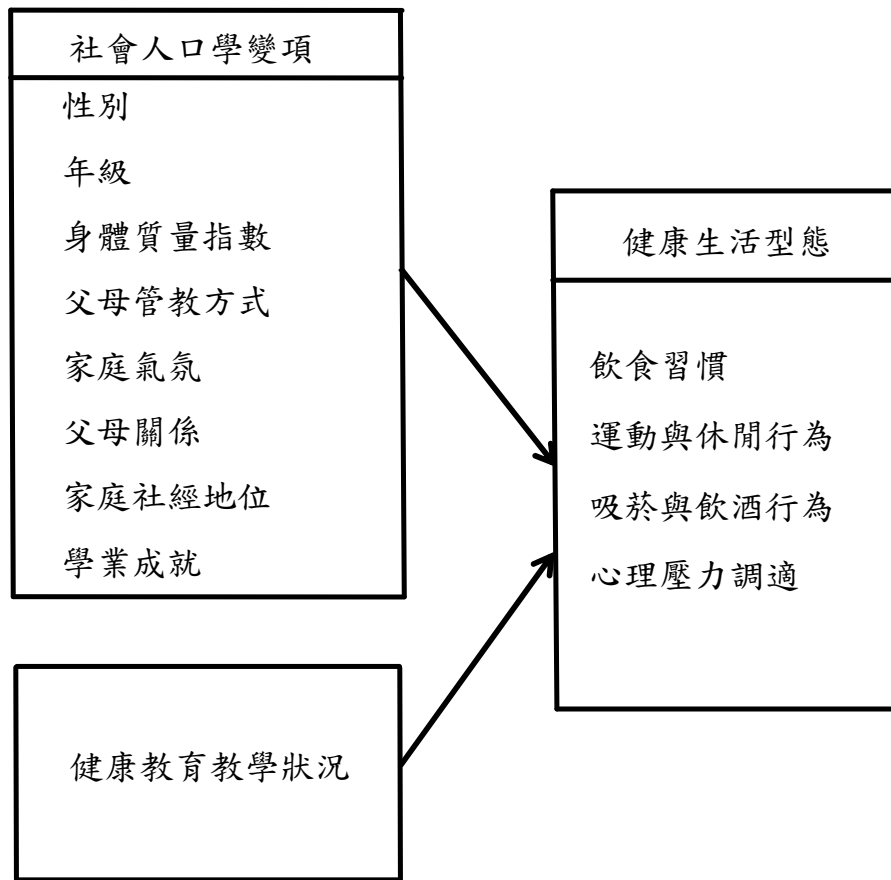 社會人口學變項
性別
年級
身體質量指數
父母管教方式
家庭氣氛
父母關係
家庭社經地位
學業成就
健康教育教學狀況
健康生活型態
飲食習慣
運動與休閒行為
吸菸與飲酒行為
心理壓力調適